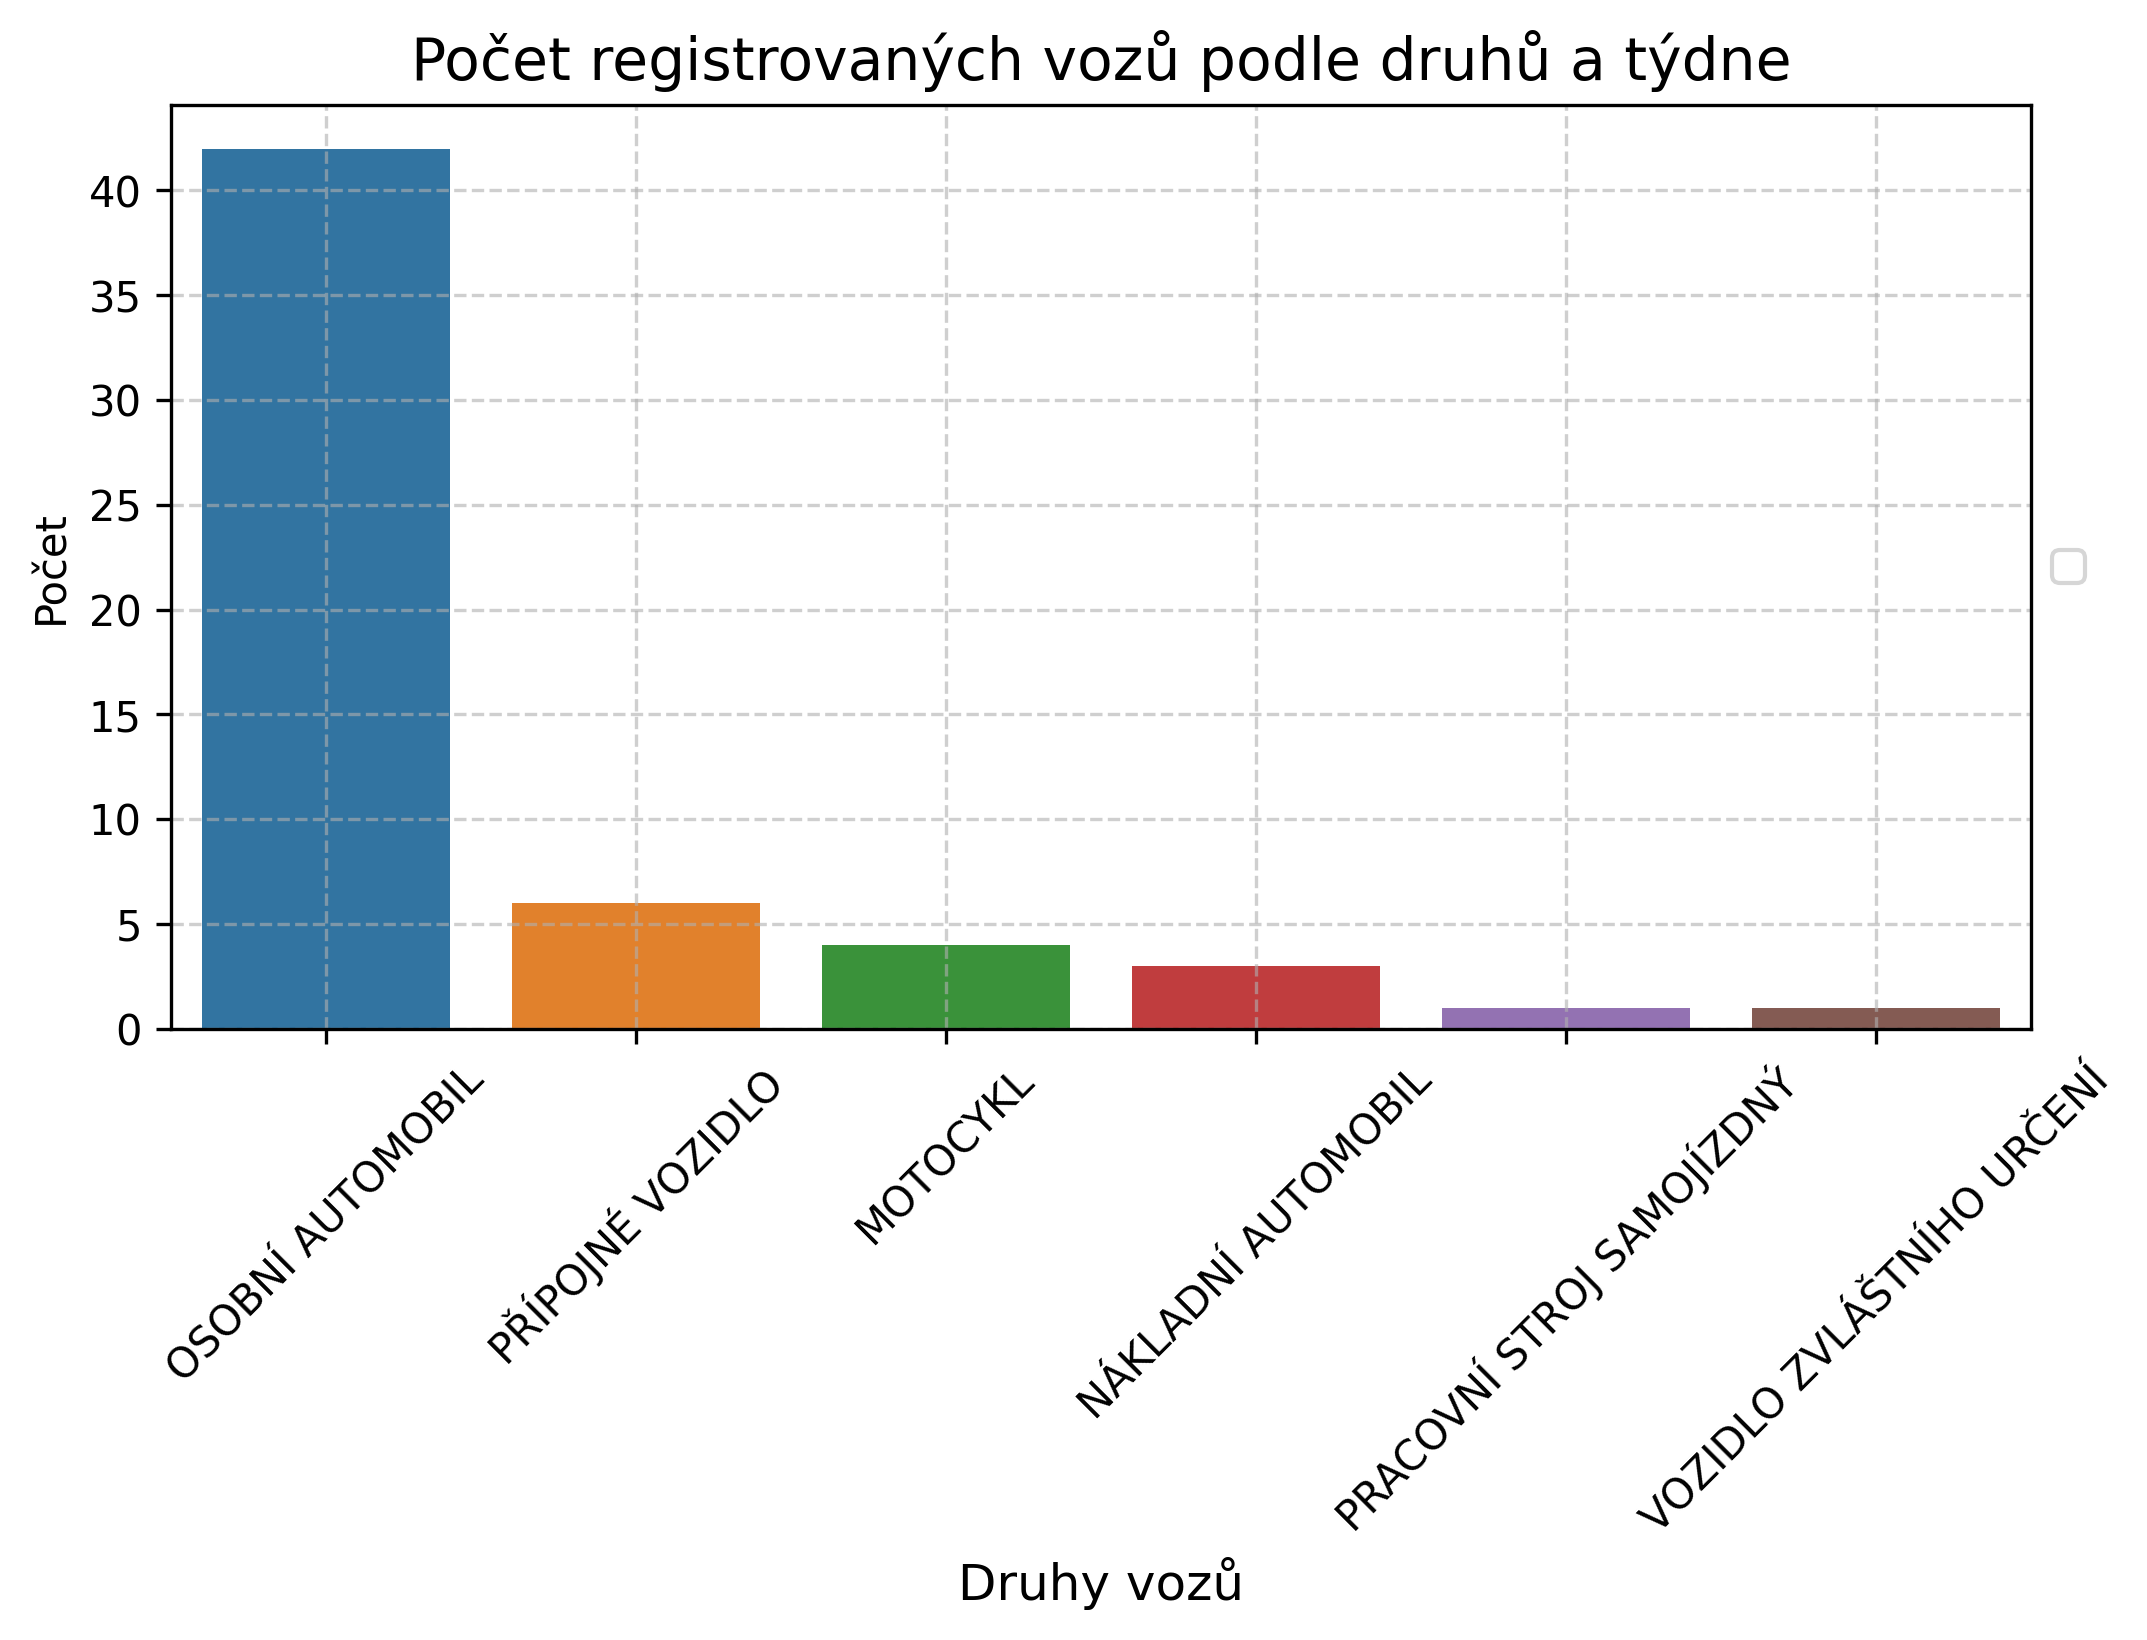 Počet registrovaných vozů podle druhů a týdne
Počet
40
35
30
25
20
15
10
5
0
OSOBNÍ AUTOMOBIL
PŘÍPOJNÉ VOZIDLO
MOTOCYKL
NÁKLADNÍ AUTOMOBIL
PRACOVNÍ STROJ SAMOJÍZDNÝ
VOZIDLO ZVLÁŠTNÍHO URČENÍ
Druhy vozů